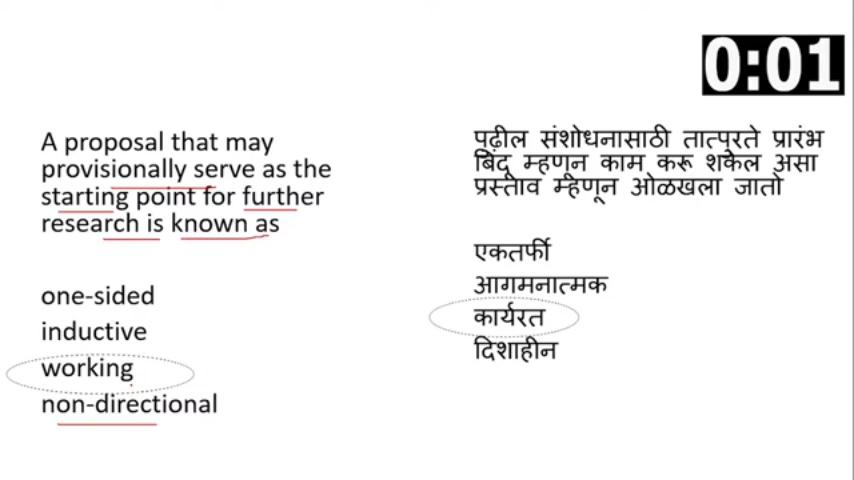 0:01
A proposal that may
provisionally serve as the
starting point for further
research is known as
one-sided
inductive
working
non-directional
पुढील संशोधनासाठी तात्पुरते प्रारंभ
बिंदू म्हणून काम करू शकेल असा
प्रस्ताव म्हणून ओळखला जातो
एकतर्फी
आगमनात्मक
कार्यरत
दिशाहीन